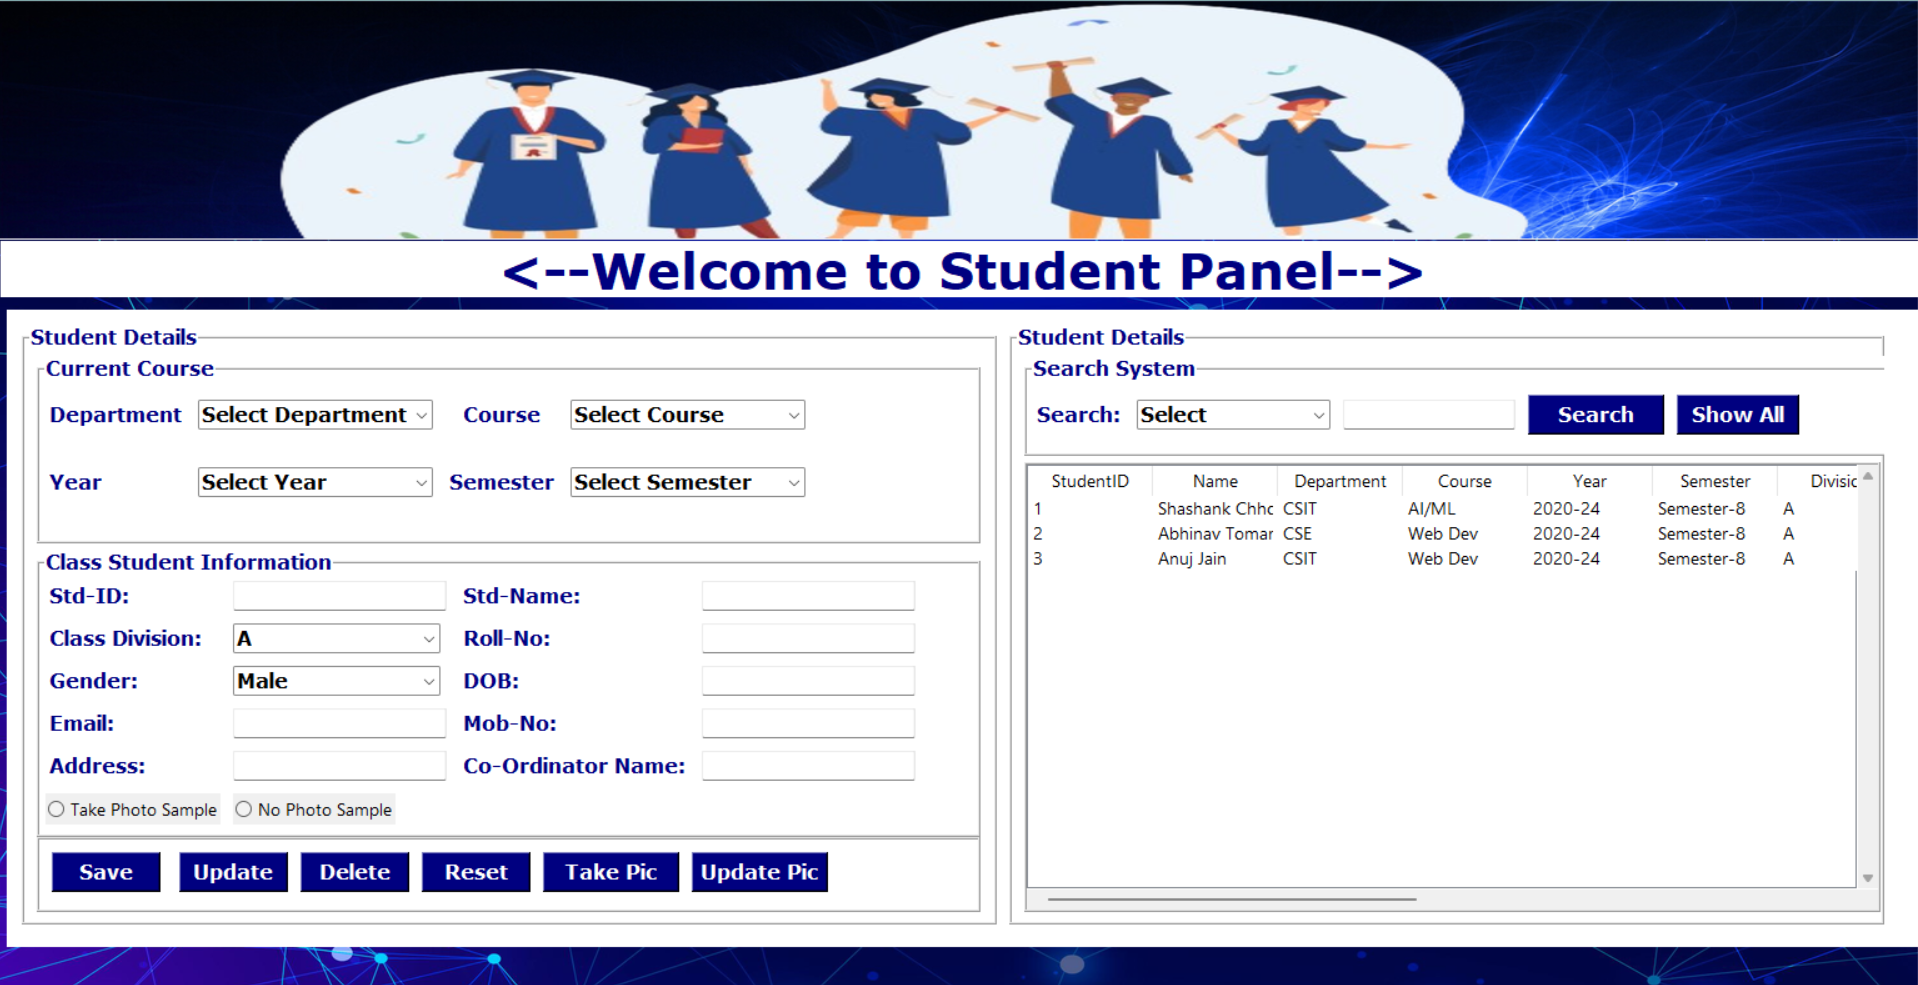 <--Welcome to Student Panel-->
Student Details
Current Course
Department Select Department Course Select Course
Year Select Year Semester Select Semester
Class Student Information
Std-ID: Std-Name:
Class Division: A Roll-No:
Gender: Male DOB:
Email: Mob-No:
Address: Co-Ordinator Name:
Take Photo Sample No Photo Sample
Save Update Delete Reset Take Pic Update Pic
Student Details
Search System
Search: Select Search Show All
StudentID Name Department Course Year Semester
1 Shashank CSIT AI/ML 2020-24 Semester-8 A
2 Abhinav Tomar CSE Web Dev 2020-24 Semester-8 A
3 Anuj Jain CSIT Web Dev 2020-24 Semester-8 A